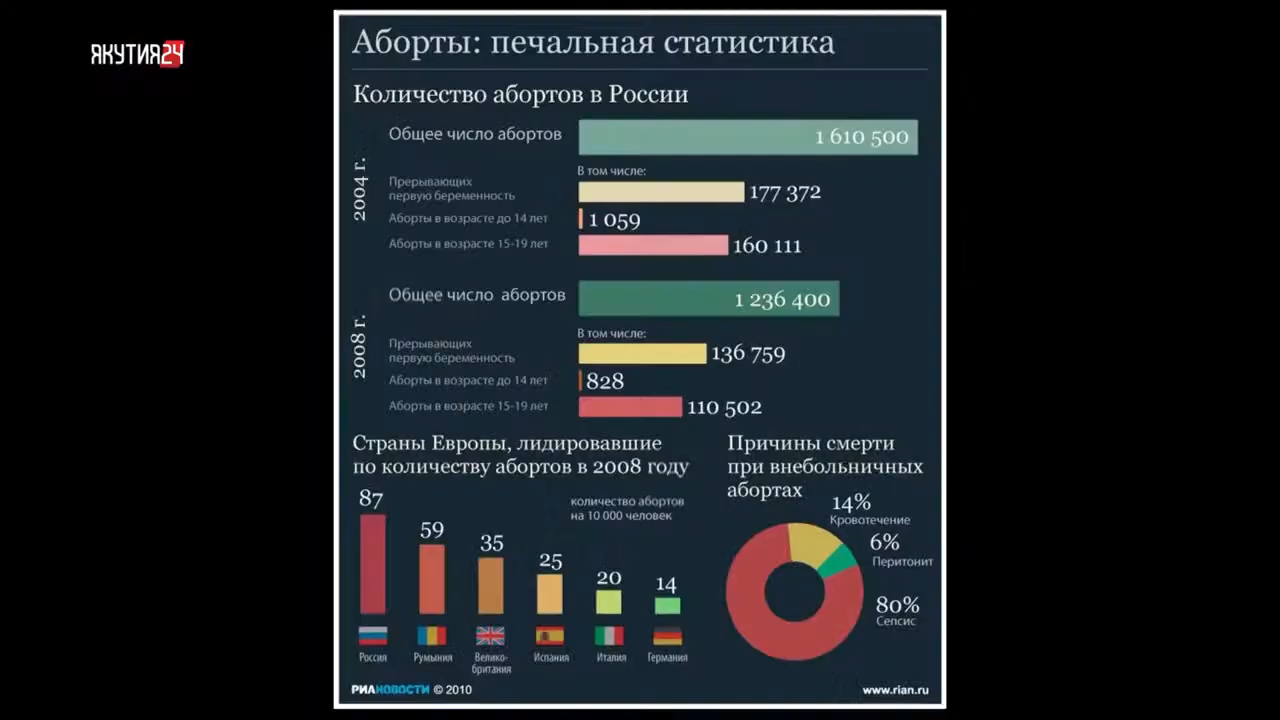 ЯКУТИЯ24
Аборты: печальная статистика
Количество абортов в России
2004 г.
Общее число абортов
1 610 500
В том числе:
Прерывающих
первую беременность
177 372
Аборты в возрасте до 14 лет
1 059
Аборты в возрасте 15-19 лет
160 111
2008 г.
Общее число абортов
1 236 400
В том числе:
Прерывающих
первую беременность
136 759
Аборты в возрасте до 14 лет
828
Аборты в возрасте 15-19 лет
110 502
Страны Европы, лидировавшие
по количеству абортов в 2008 году
количество абортов
на 10 000 человек
87
59
35
25
20
14
Россия
Румыния
Велико-
британия
Испания
Италия
Германия
Причины смерти
при внебольничных
абортах
14%
Кровотечение
6%
Перитонит
80%
Сепсис
РИАНОВОСТИ © 2010
www.rian.ru